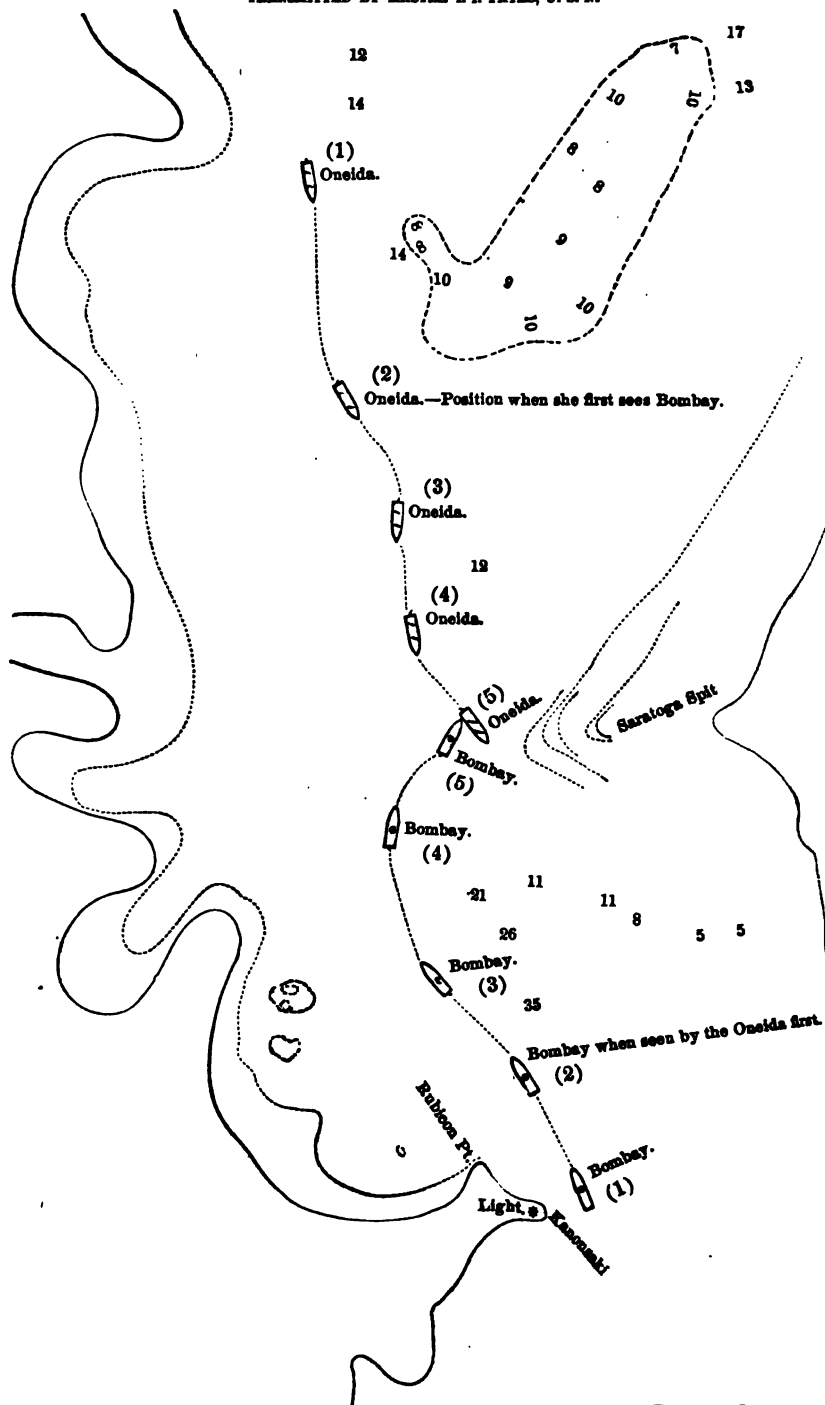 17
12
7
13
10
10
14
8
(1)
Oneida.
8
8
14
8
9
10
9
10
10
(2)
Oneida.—Position when she first sees Bombay.
(3)
Oneida.
12
(4)
Oneida.
(5)
Oneida.
Saratoga Spit
Bombay.
(5)
Bombay.
(4)
21
11
11
8
26
5
5
Bombay.
(3)
35
Bombay when seen by the Oneida first.
(2)
Rubicon Pt.
Bombay.
(1)
Light.
Kanonsaki